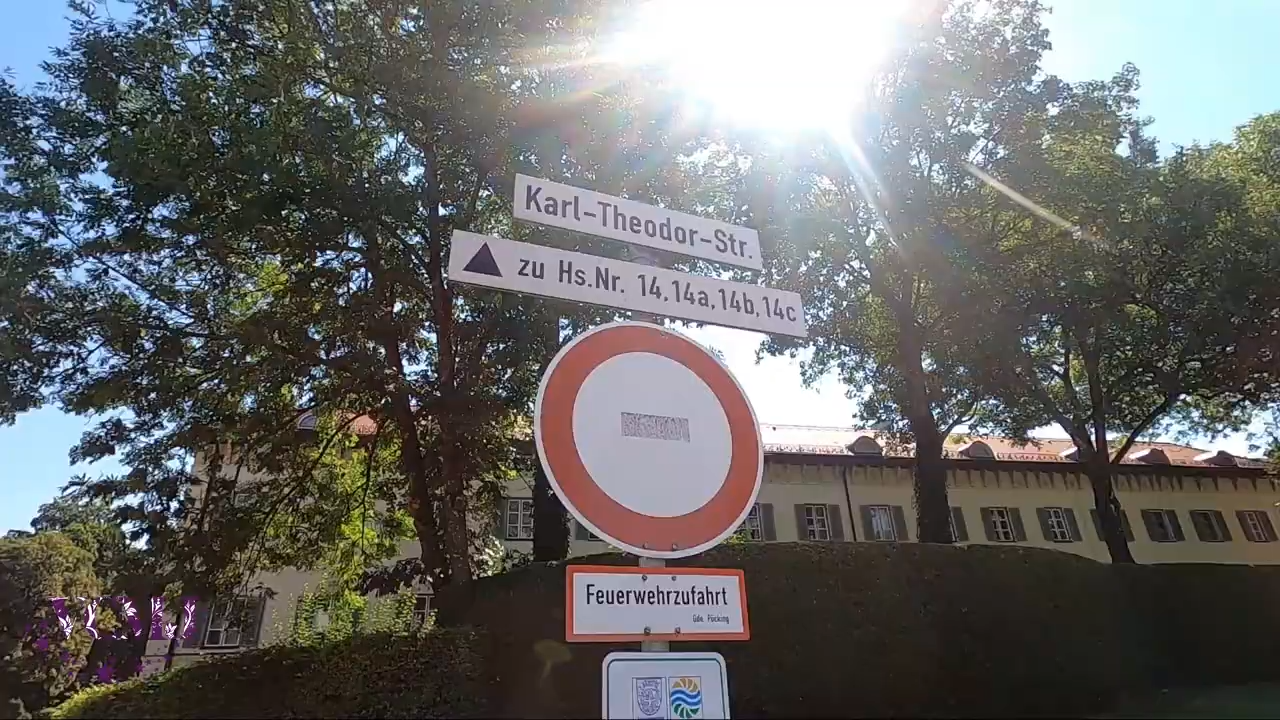 Karl-Theodor-Str.
zu Hs.Nr. 14,14a,14b,14c
Feuerwehrzufahrt
Gde. Pöcking